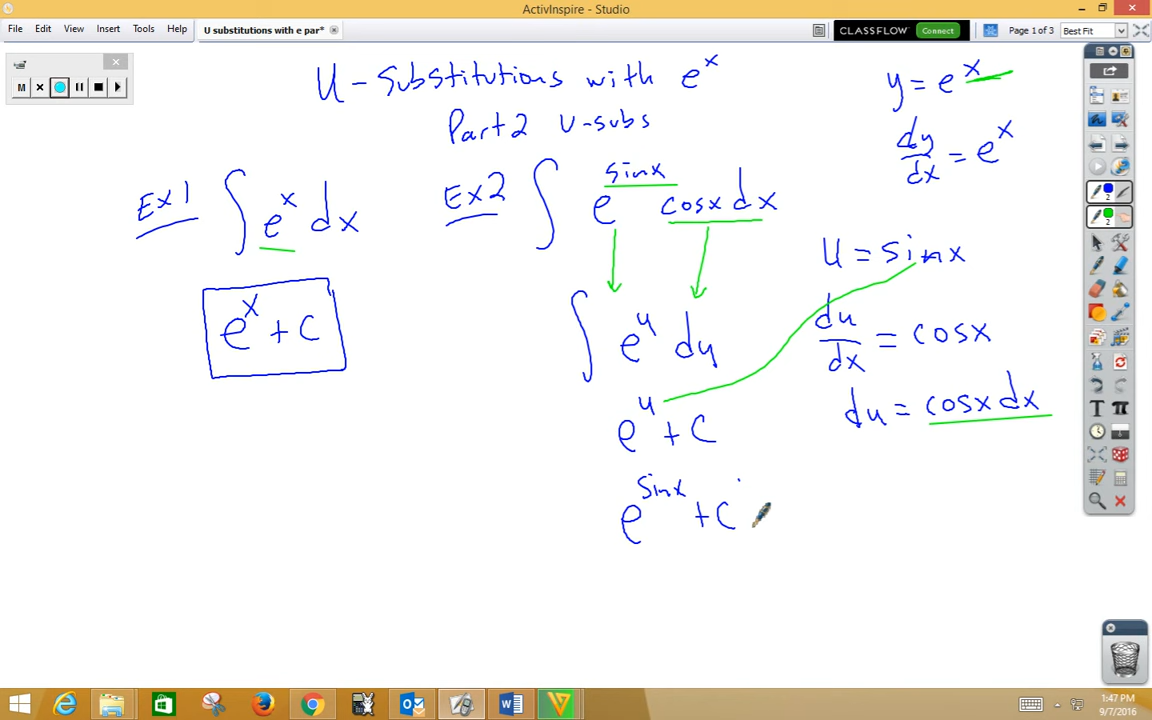 ActivInspire - Studio
File Edit View Insert Tools Help
U substitutions with e par*
CLASSFLOW Connect
Page 1 of 3 Best Fit
M
U - Substitutions with e^x
Part 2 U-subs
y = e^x
dy/dx = e^x
Ex 1 ∫ e^x dx
e^x + C
Ex 2 ∫ e^sinx cosx dx
∫ e^u du
e^u + C
e^sinx + C
U = sinx
du/dx = cosx
du = cosx dx
2
2
T π
1:47 PM
9/7/2016